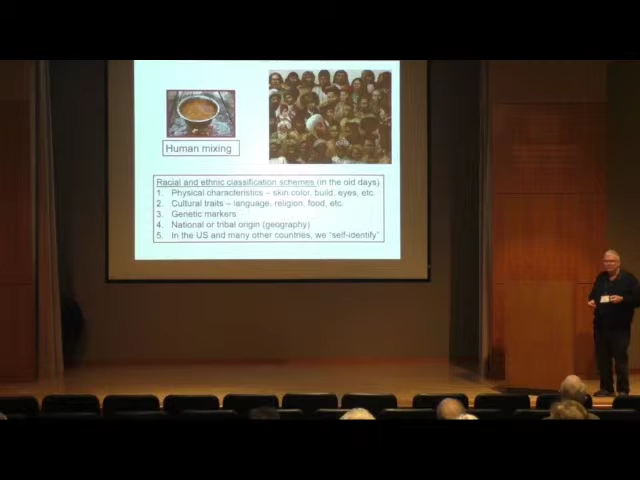 Human mixing
Racial and ethnic classification schemes (in the old days)
1. Physical characteristics – skin color, build, eyes, etc.
2. Cultural traits – language, religion, food, etc.
3. Genetic markers
4. National or tribal origin (geography)
5. In the US and many other countries, we “self-identify”